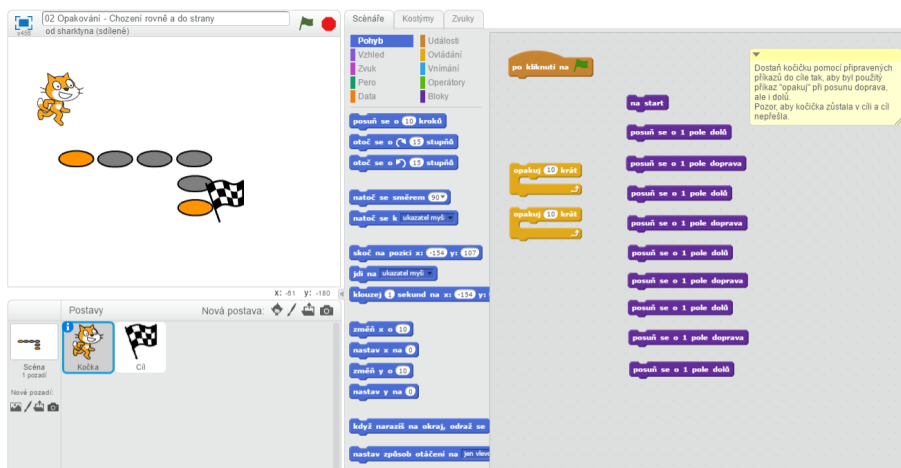 02 Opakování - Chození rovně a do strany
od sharktyna (sdílené)
v455
x: -61 y: -180
Postavy
Nová postava:
Scéna
1 pozadí
Nové pozadí:
Kočka
Cíl
Scénáře
Kostýmy
Zvuky
Pohyb
Události
Vzhled
Ovládání
Zvuk
Vnímání
Pero
Operátory
Data
Bloky
posuň se o 10 kroků
otoč se o 15 stupňů
otoč se o 15 stupňů
natoč se směrem 90
natoč se k ukazatel myš
skoč na pozici x: -154 y: 107
jdi na ukazatel myš
klouzej 1 sekund na x: -154 y:
změň x o 10
nastav x na 0
změň y o 10
nastav y na 0
když narazíš na okraj, odraž se
nastav způsob otáčení na jen vlevo
po kliknutí na
opakuj 10 krát
opakuj 10 krát
na start
posuň se o 1 pole dolů
posuň se o 1 pole doprava
posuň se o 1 pole dolů
posuň se o 1 pole doprava
posuň se o 1 pole dolů
posuň se o 1 pole doprava
posuň se o 1 pole dolů
posuň se o 1 pole doprava
posuň se o 1 pole dolů
Dostaň kočičku pomocí připravených
příkazů do cíle tak, aby byl použitý
příkaz "opakuj" při posunu doprava,
ale i dolů.
Pozor, aby kočička zůstala v cíli a cíl
nepřešla.